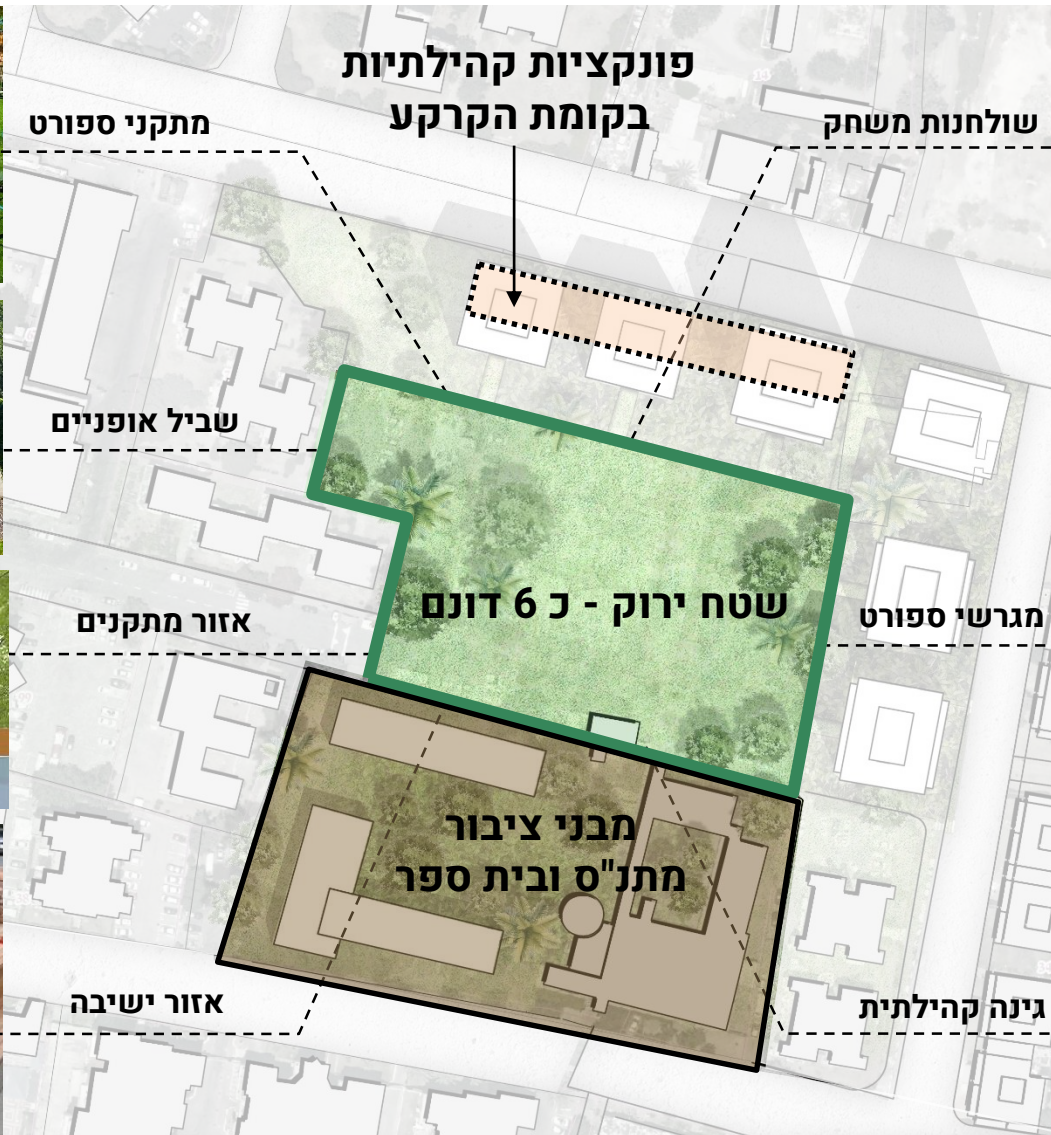 פונקציות קהילתיות
בקומת הקרקע
שולחנות משחק
מתקני ספורט
שביל אופניים
שטח ירוק - כ 6 דונם
מגרשי ספורט
אזור מתקנים
מבני ציבור
מתנ"ס ובית ספר
גינה קהילתית
אזור ישיבה